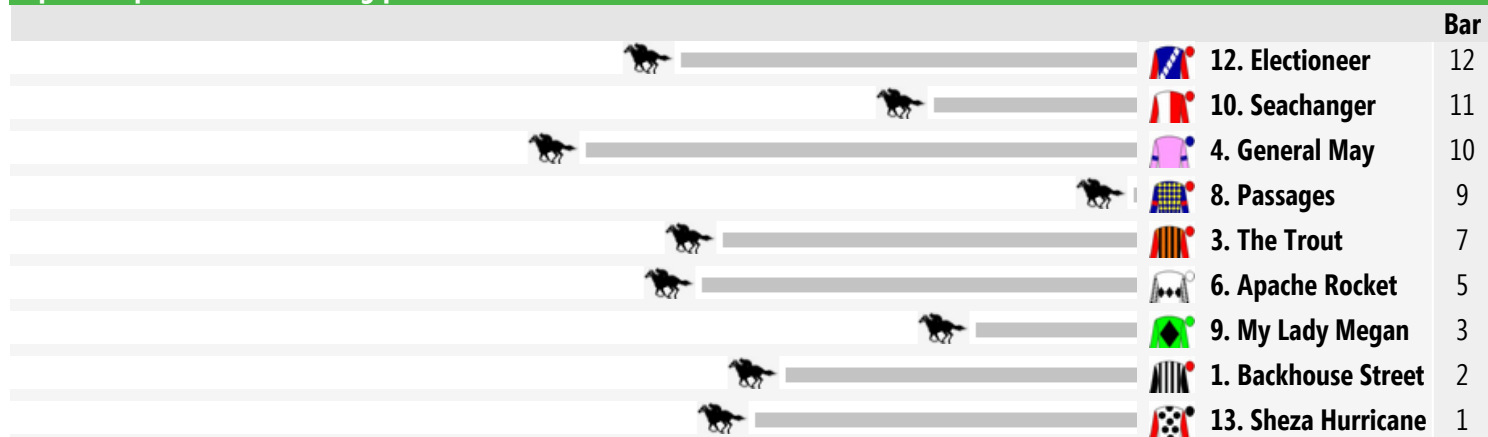 Bar
12. Electioneer 12
10. Seachanger 11
4. General May 10
8. Passages 9
3. The Trout 7
6. Apache Rocket 5
9. My Lady Megan 3
1. Backhouse Street 2
13. Sheza Hurricane 1